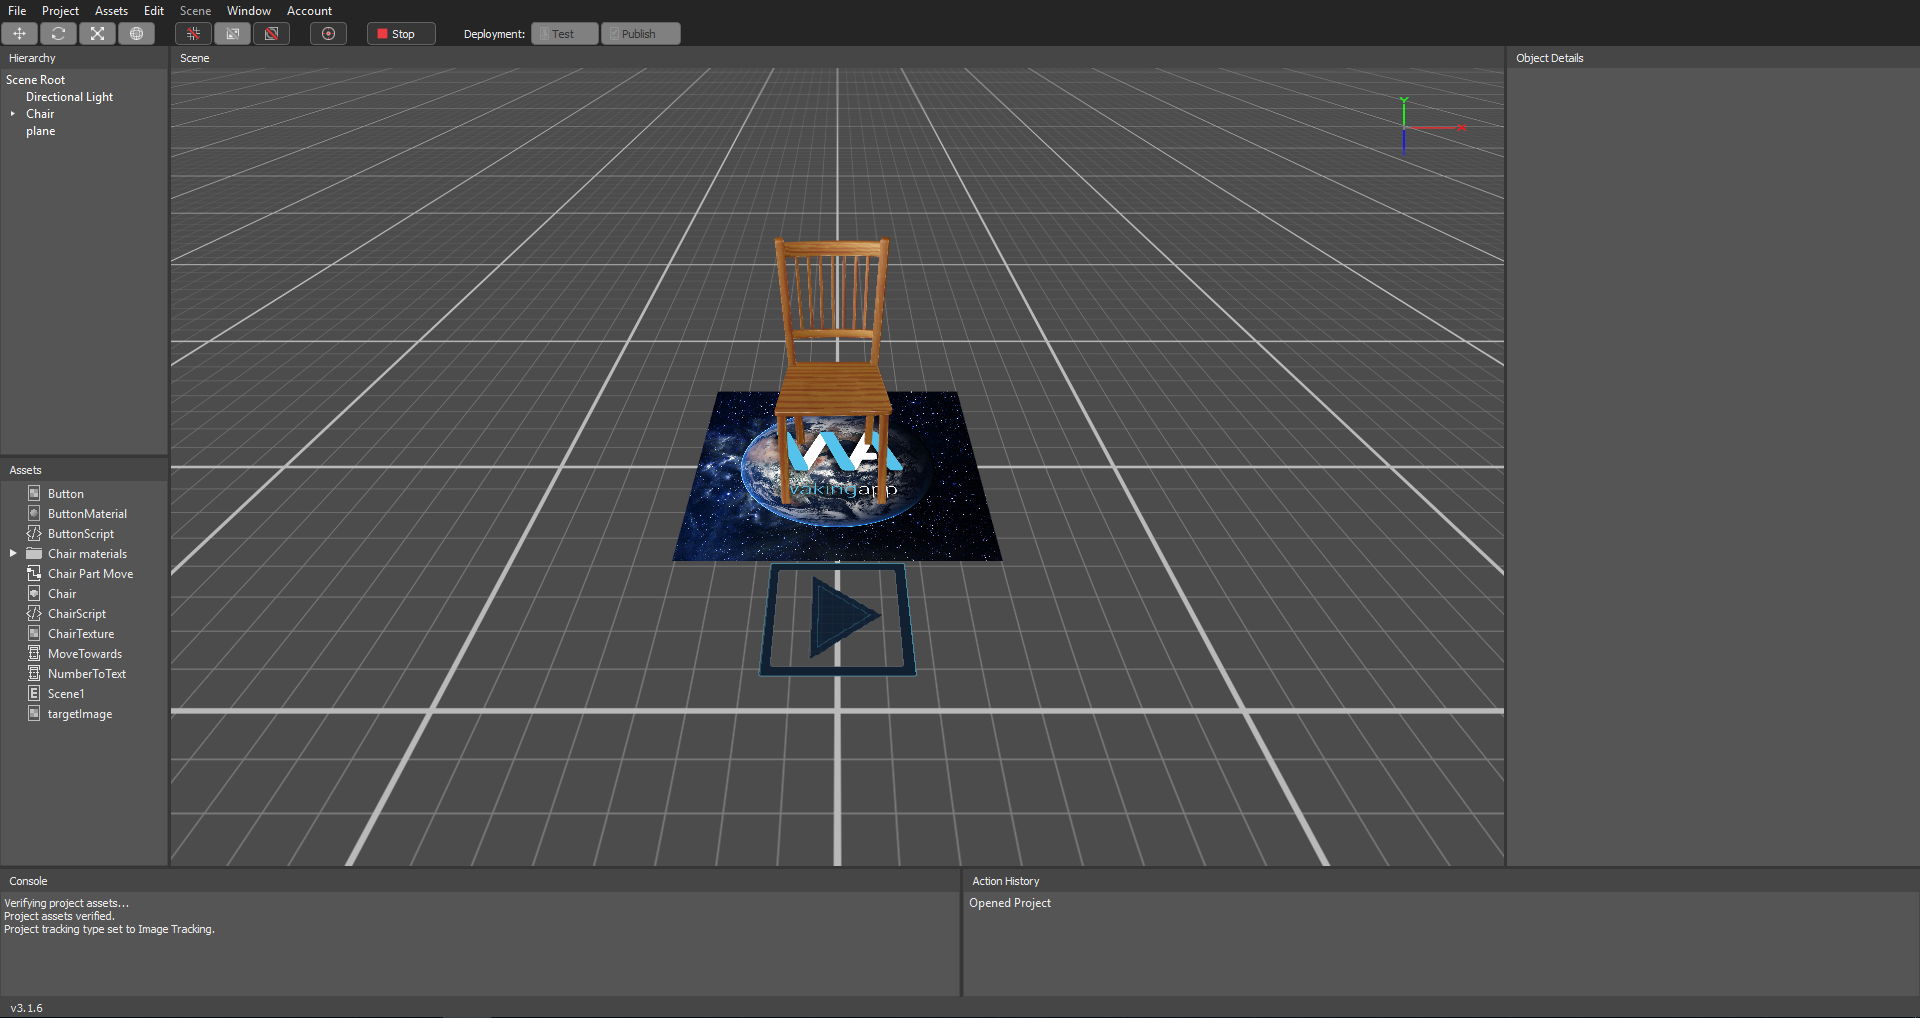 File Project Assets Edit Scene Window Account
Stop Deployment: Test Publish
Hierarchy
Scene Root
Directional Light
Chair
plane
Assets
Button
ButtonMaterial
ButtonScript
Chair materials
Chair Part Move
Chair
ChairScript
ChairTexture
MoveTowards
NumberToText
Scene1
targetImage
Scene
Y
X
WA
wakingapp
Object Details
Console
Verifying project assets...
Project assets verified.
Project tracking type set to Image Tracking.
Action History
Opened Project
v3.1.6